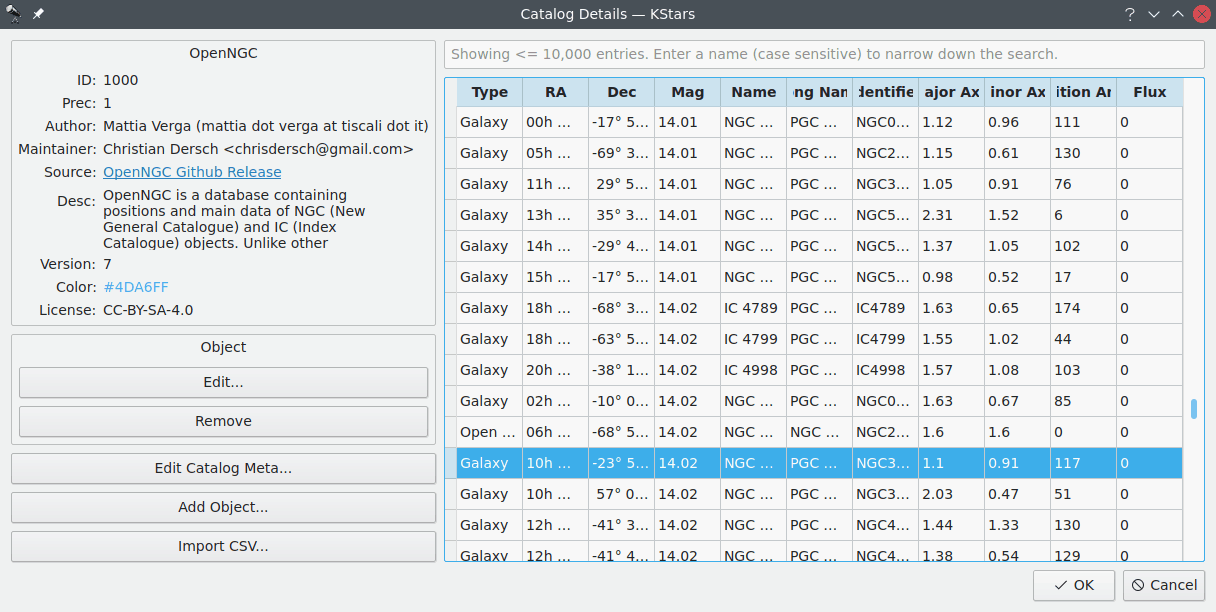 Catalog Details — KStars
?
OpenNGC
ID: 1000
Prec: 1
Author: Mattia Verga (mattia dot verga at tiscali dot it)
Maintainer: Christian Dersch <chrisdersch@gmail.com>
Source: OpenNGC Github Release
Desc: OpenNGC is a database containing
positions and main data of NGC (New
General Catalogue) and IC (Index
Catalogue) objects. Unlike other
Version: 7
Color: #4DA6FF
License: CC-BY-SA-4.0
Object
Edit...
Remove
Edit Catalog Meta...
Add Object...
Import CSV...
Showing <= 10,000 entries. Enter a name (case sensitive) to narrow down the search.
Type RA Dec Mag Name ng Nan dentifie ajor Ax inor Ax ition Ar Flux
Galaxy 00h ... -17° 5... 14.01 NGC ... PGC ... NGC0... 1.12 0.96 111 0
Galaxy 05h ... -69° 3... 14.01 NGC ... PGC ... NGC2... 1.15 0.61 130 0
Galaxy 11h ... 29° 5... 14.01 NGC ... PGC ... NGC3... 1.05 0.91 76 0
Galaxy 13h ... 35° 3... 14.01 NGC ... PGC ... NGC5... 2.31 1.52 6 0
Galaxy 14h ... -29° 4... 14.01 NGC ... PGC ... NGC5... 1.37 1.05 102 0
Galaxy 15h ... -17° 5... 14.01 NGC ... PGC ... NGC5... 0.98 0.52 17 0
Galaxy 18h ... -68° 3... 14.02 IC 4789 PGC ... IC4789 1.63 0.65 174 0
Galaxy 18h ... -63° 5... 14.02 IC 4799 PGC ... IC4799 1.55 1.02 44 0
Galaxy 20h ... -38° 1... 14.02 IC 4998 PGC ... IC4998 1.57 1.08 103 0
Galaxy 02h ... -10° 0... 14.02 NGC ... PGC ... NGC0... 1.63 0.67 85 0
Open ... 06h ... -68° 5... 14.02 NGC ... NGC ... NGC2... 1.6 1.6 0 0
Galaxy 10h ... -23° 5... 14.02 NGC ... PGC ... NGC3... 1.1 0.91 117 0
Galaxy 10h ... 57° 0... 14.02 NGC ... PGC ... NGC3... 2.03 0.47 51 0
Galaxy 12h ... -41° 3... 14.02 NGC ... PGC ... NGC4... 1.44 1.33 130 0
Galaxy 12h ... -41° 4... 14.02 NGC ... PGC ... NGC4... 1.38 0.54 129 0
OK Cancel